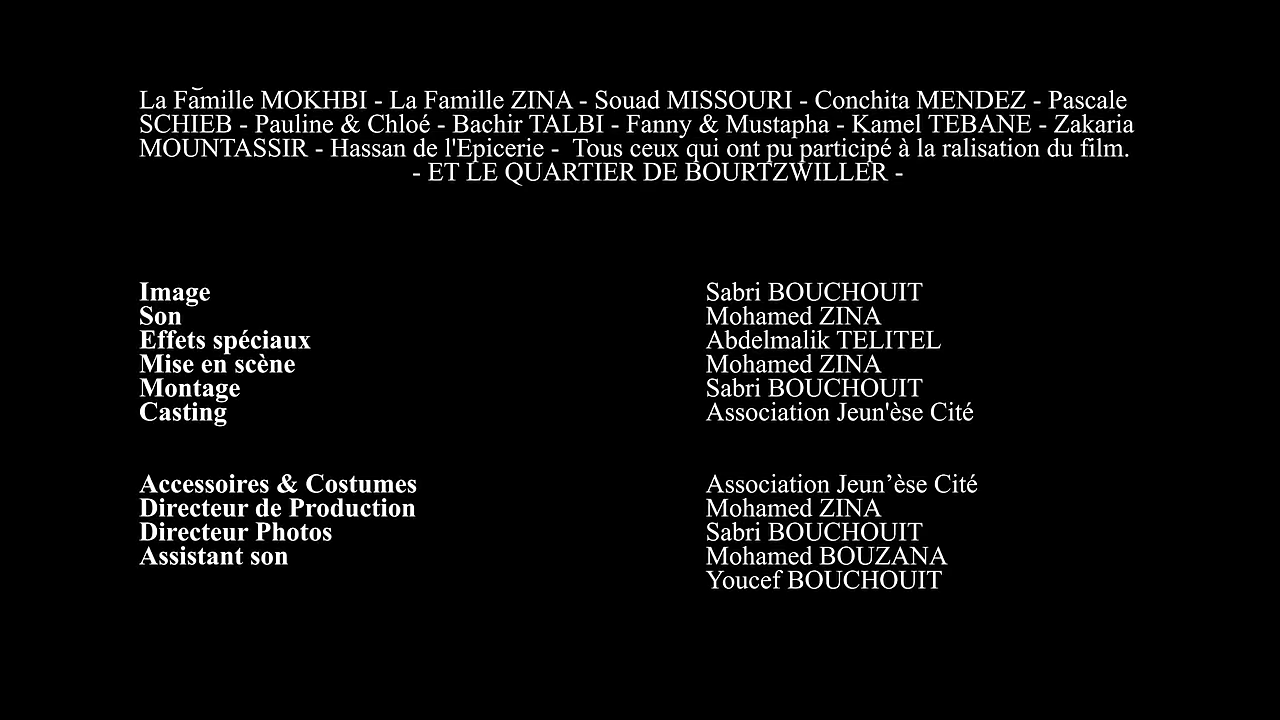 La Famille MOKHBI - La Famille ZINA - Souad MISSOURI - Conchita MENDEZ - Pascale
SCHIEB - Pauline & Chloé - Bachir TALBI - Fanny & Mustapha - Kamel TEBANE - Zakaria
MOUNTASSIR - Hassan de l'Epicerie - Tous ceux qui ont pu participé à la ralisation du film.
- ET LE QUARTIER DE BOURTZWILLER -
Image Sabri BOUCHOUIT
Son Mohamed ZINA
Effets spéciaux Abdelmalik TELITEL
Mise en scène Mohamed ZINA
Montage Sabri BOUCHOUIT
Casting Association Jeun'èse Cité
Accessoires & Costumes Association Jeun’èse Cité
Directeur de Production Mohamed ZINA
Directeur Photos Sabri BOUCHOUIT
Assistant son Mohamed BOUZANA
Youcef BOUCHOUIT